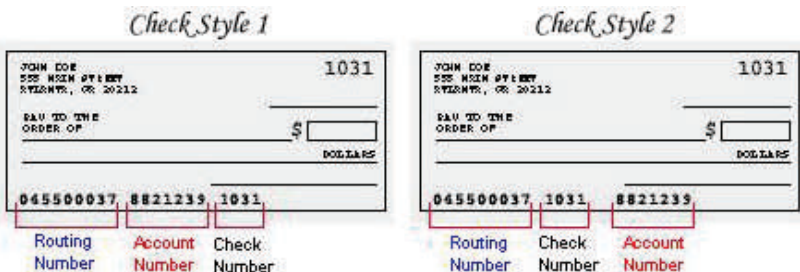 Check Style 1
JOHN DOE
1031
PAY TO THE
ORDER OF
$
DOLLARS
045500037 8821239 1031
Routing Number
Account Number
Check Number
Check Style 2
JOHN DOE
1031
PAY TO THE
ORDER OF
$
DOLLARS
045500037 1031 8821239
Routing Number
Check Number
Account Number